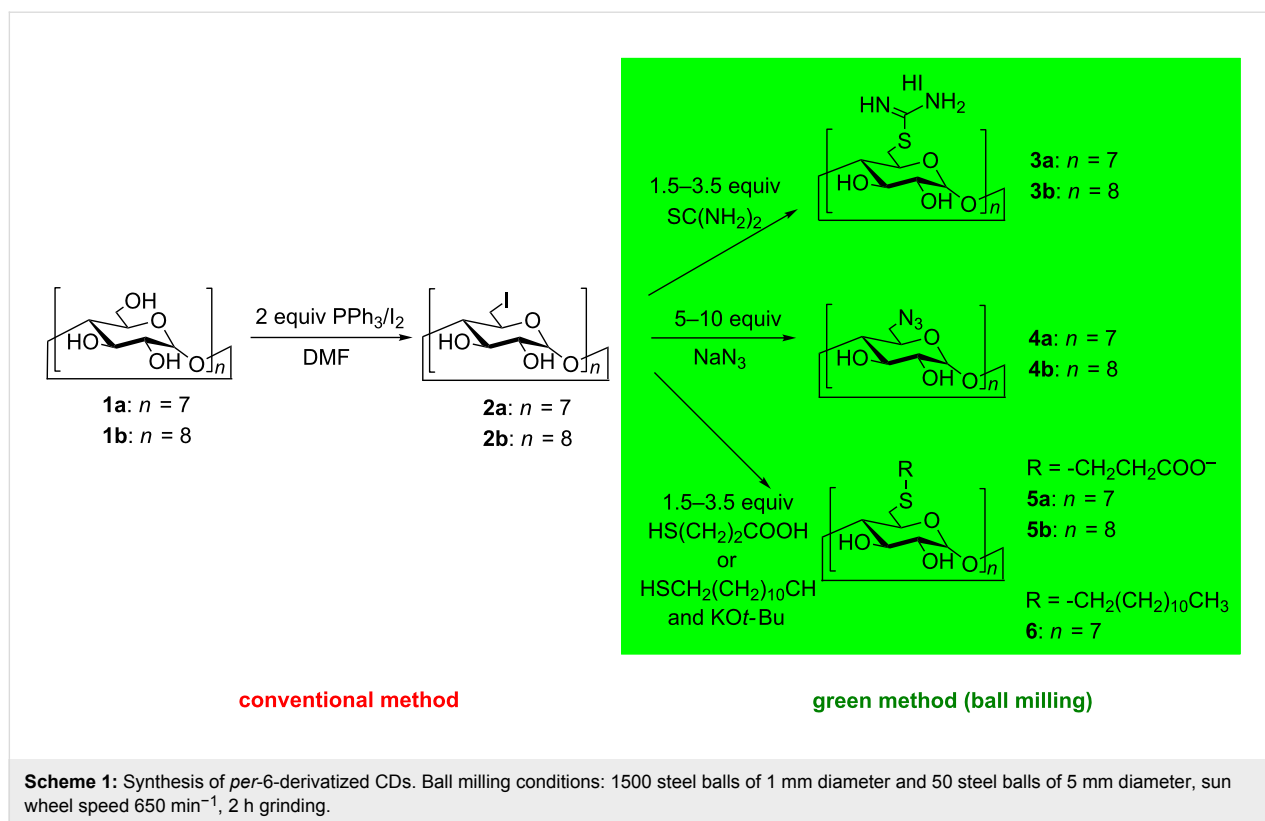 HI
HN
NH2
S
O
HO
OH
O
n
1.5–3.5 equiv
SC(NH2)2
3a: n = 7
3b: n = 8
OH
O
HO
OH
O
n
1a: n = 7
1b: n = 8
2 equiv PPh3/I2
DMF
I
O
HO
OH
O
n
2a: n = 7
2b: n = 8
5–10 equiv
NaN3
N3
O
HO
OH
O
n
4a: n = 7
4b: n = 8
1.5–3.5 equiv
HS(CH2)2COOH
or
HSCH2(CH2)10CH
and KOt-Bu
R
S
O
HO
OH
O
n
R = -CH2CH2COO–
5a: n = 7
5b: n = 8
R = -CH2(CH2)10CH3
6: n = 7
conventional method
green method (ball milling)
Scheme 1: Synthesis of per-6-derivatized CDs. Ball milling conditions: 1500 steel balls of 1 mm diameter and 50 steel balls of 5 mm diameter, sun
wheel speed 650 min−1, 2 h grinding.